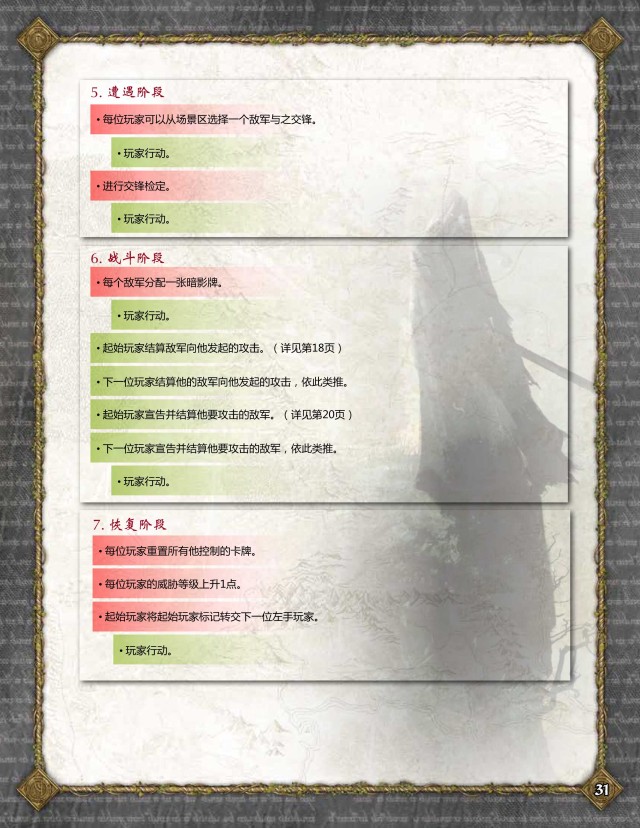 5. 遭遇阶段
• 每位玩家可以从场景区选择一个敌军与之交锋。
• 玩家行动。
• 进行交锋检定。
• 玩家行动。
6. 战斗阶段
• 每个敌军分配一张暗影牌。
• 玩家行动。
• 起始玩家结算敌军向他发起的攻击。（详见第18页）
• 下一位玩家结算他的敌军向他发起的攻击，依此类推。
• 起始玩家宣告并结算他要攻击的敌军。（详见第20页）
• 下一位玩家宣告并结算他要攻击的敌军，依此类推。
• 玩家行动。
7. 恢复阶段
• 每位玩家重置所有他控制的卡牌。
• 每位玩家的威胁等级上升1点。
• 起始玩家将起始玩家标记转交下一位左手玩家。
• 玩家行动。
31